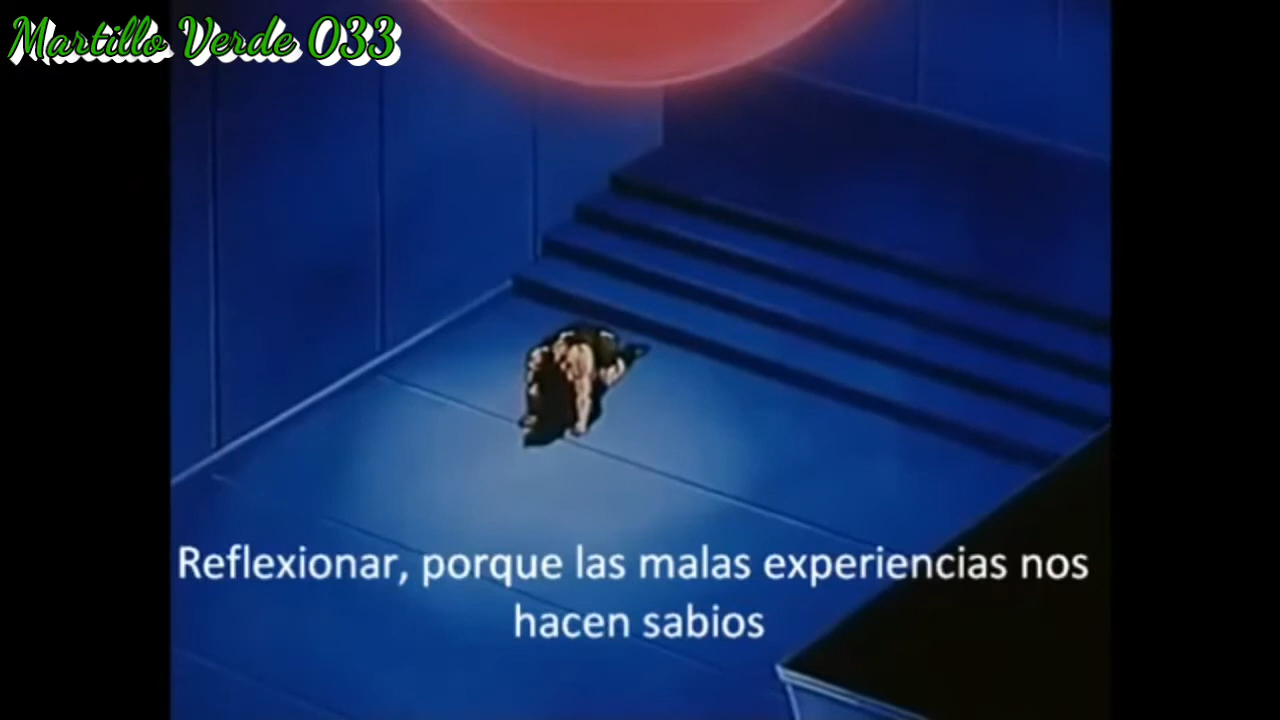 Martillo Verde 033
Reflexionar, porque las malas experiencias nos
hacen sabios